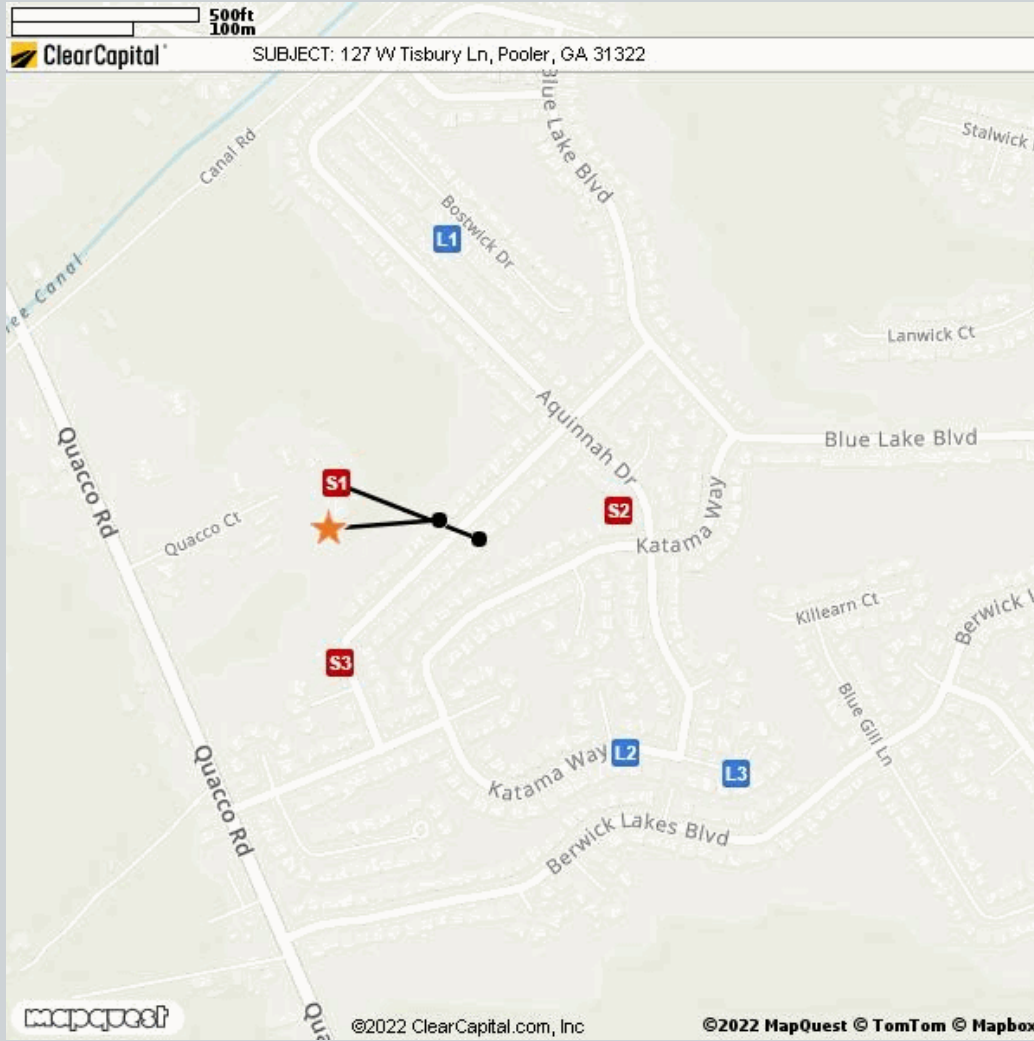 500ft
100m
ClearCapital
SUBJECT: 127 W Tisbury Ln, Pooler, GA 31322
Blue Lake Blvd
Stalwick
Canal Rd
Bostwick Dr
L1
ree Canal
Lanwick Ct
Aquinnah Dr
Blue Lake Blvd
Quacco Rd
S1
S2
Quacco Ct
Katama Way
Killearn Ct
Berwick L
S3
Blue Gill Ln
Quacco Rd
Katama Way
L2
L3
Berwick Lakes Blvd
Qua
mapquest
©2022 ClearCapital.com, Inc
©2022 MapQuest © TomTom © Mapbox